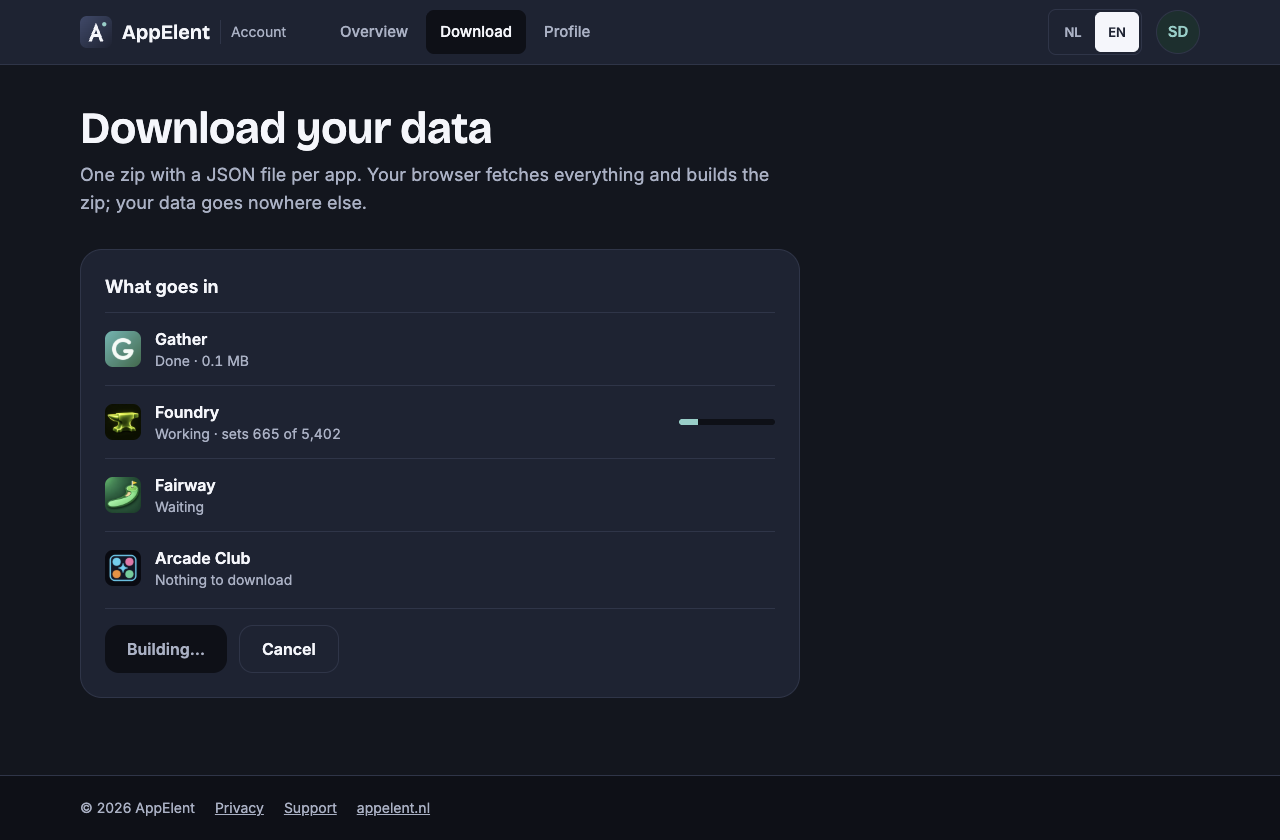 AppElent
Account
Overview
Download
Profile
NL
EN
SD
Download your data
One zip with a JSON file per app. Your browser fetches everything and builds the
zip; your data goes nowhere else.
What goes in
Gather
Done · 0.1 MB
Foundry
Working · sets 665 of 5,402
Fairway
Waiting
Arcade Club
Nothing to download
Building…
Cancel
© 2026 AppElent
Privacy
Support
appelent.nl